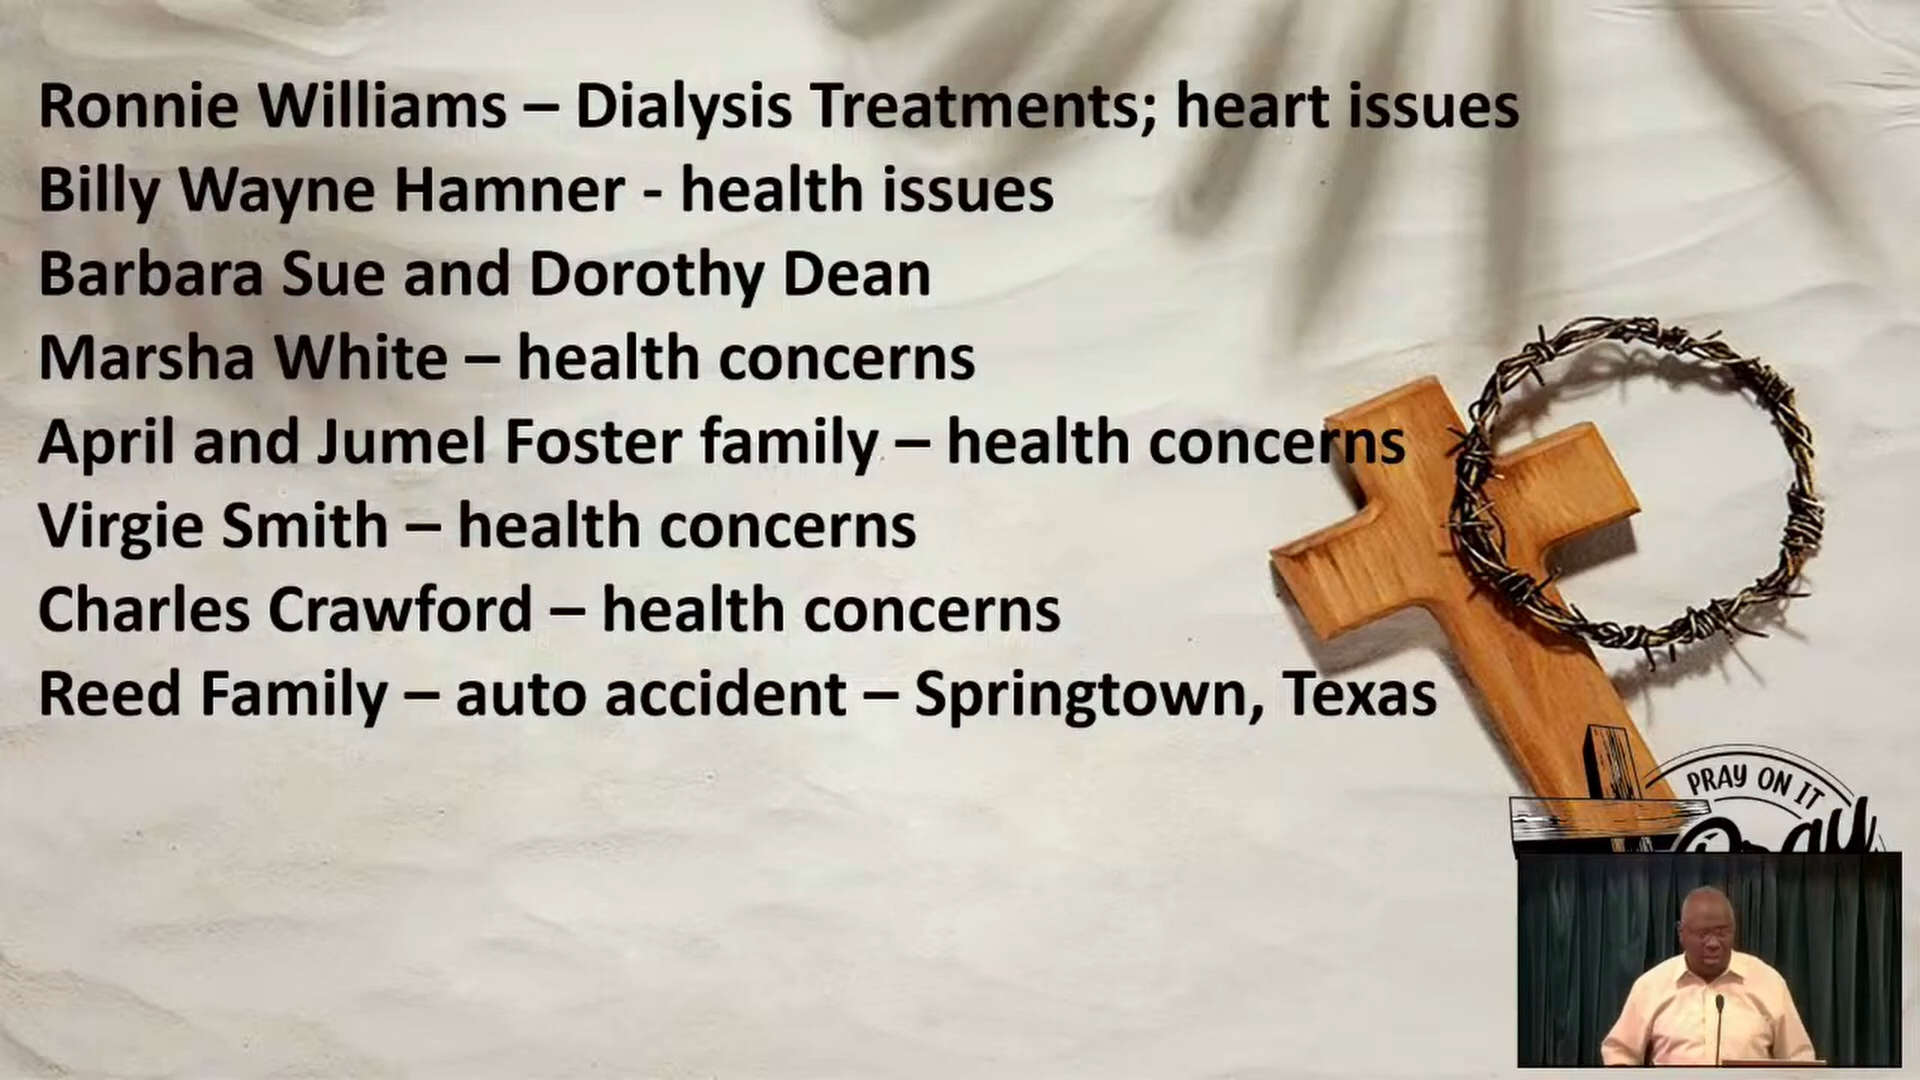 Ronnie Williams – Dialysis Treatments; heart issues
Billy Wayne Hamner - health issues
Barbara Sue and Dorothy Dean
Marsha White – health concerns
April and Jumel Foster family – health concerns
Virgie Smith – health concerns
Charles Crawford – health concerns
Reed Family – auto accident – Springtown, Texas
PRAY ON IT
Pray